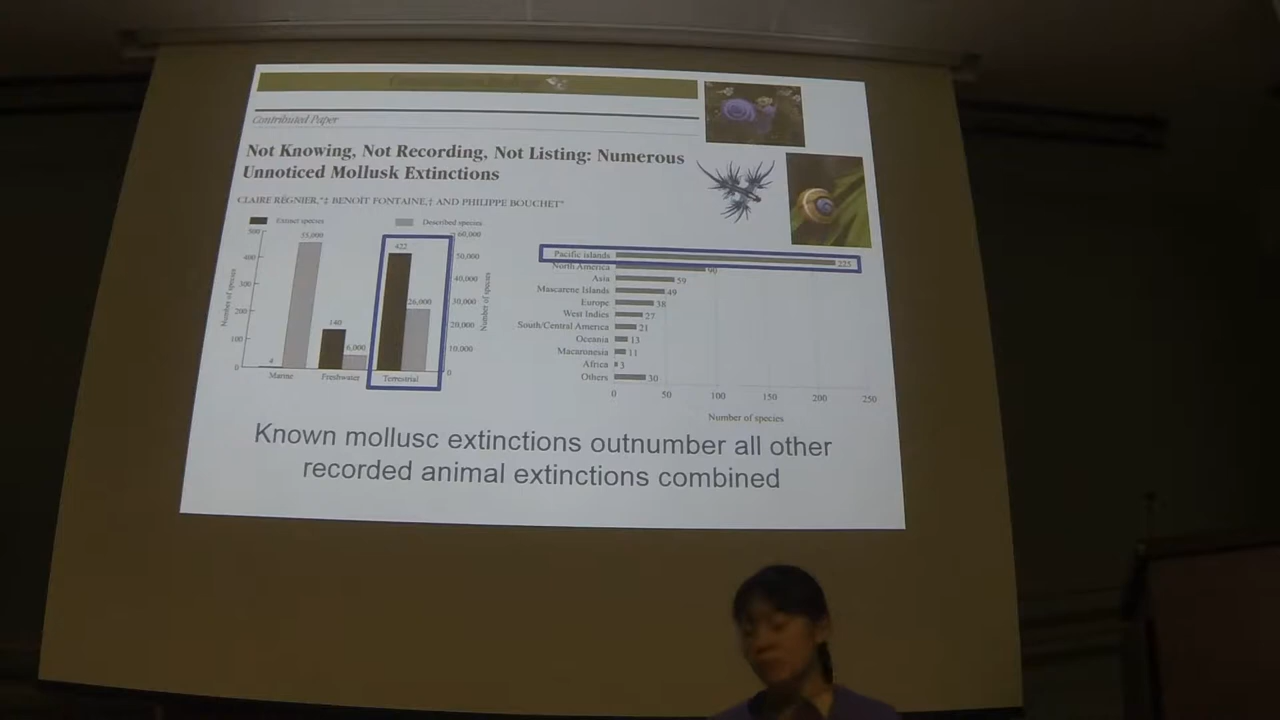 Contributed Paper
Not Knowing, Not Recording, Not Listing: Numerous
Unnoticed Mollusk Extinctions
CLAIRE RÉGNIER,*‡ BENOÎT FONTAINE,† AND PHILIPPE BOUCHET*
Extinct species
Described species
500
400
300
200
100
0
Number of species
4
55,000
140
6,000
422
26,000
Marine
Freshwater
Terrestrial
60,000
50,000
40,000
30,000
20,000
10,000
0
Number of species
Pacific islands 225
North America 90
Asia 59
Mascarene Islands 49
Europe 38
West Indies 27
South/Central America 21
Oceania 13
Macaronesia 11
Africa 3
Others 30
0 50 100 150 200 250
Number of species
Known mollusc extinctions outnumber all other
recorded animal extinctions combined